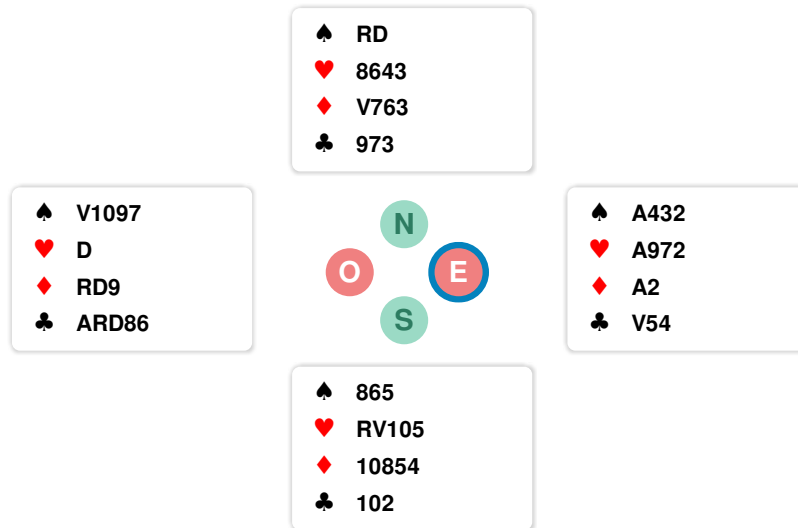 ♠ RD
♥ 8643
♦ V763
♣ 973
♠ V1097
♥ D
♦ RD9
♣ ARD86
N
O
E
S
♠ A432
♥ A972
♦ A2
♣ V54
♠ 865
♥ RV105
♦ 10854
♣ 102